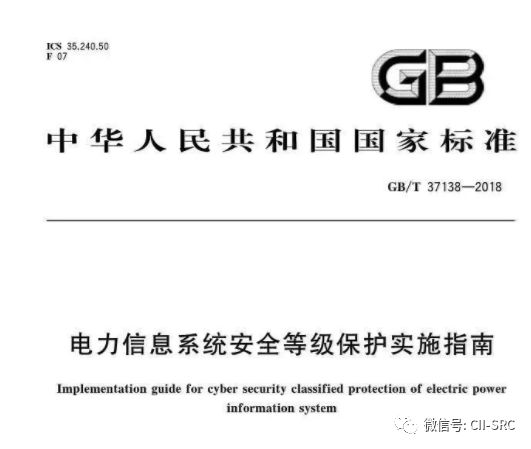 ICS 35.240.50
F 07
GB
中华人民共和国国家标准
GB/T 37138—2018
电力信息系统安全等级保护实施指南
Implementation guide for cyber security classified protection of electric power
information system
微信号: CII-SRC